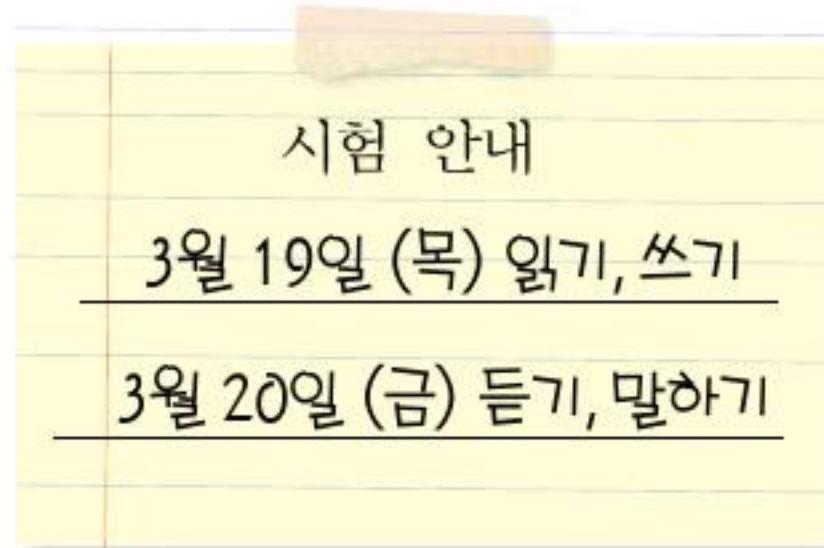 시험 안내
3월 19일 (목) 읽기, 쓰기
3월 20일 (금) 듣기, 말하기